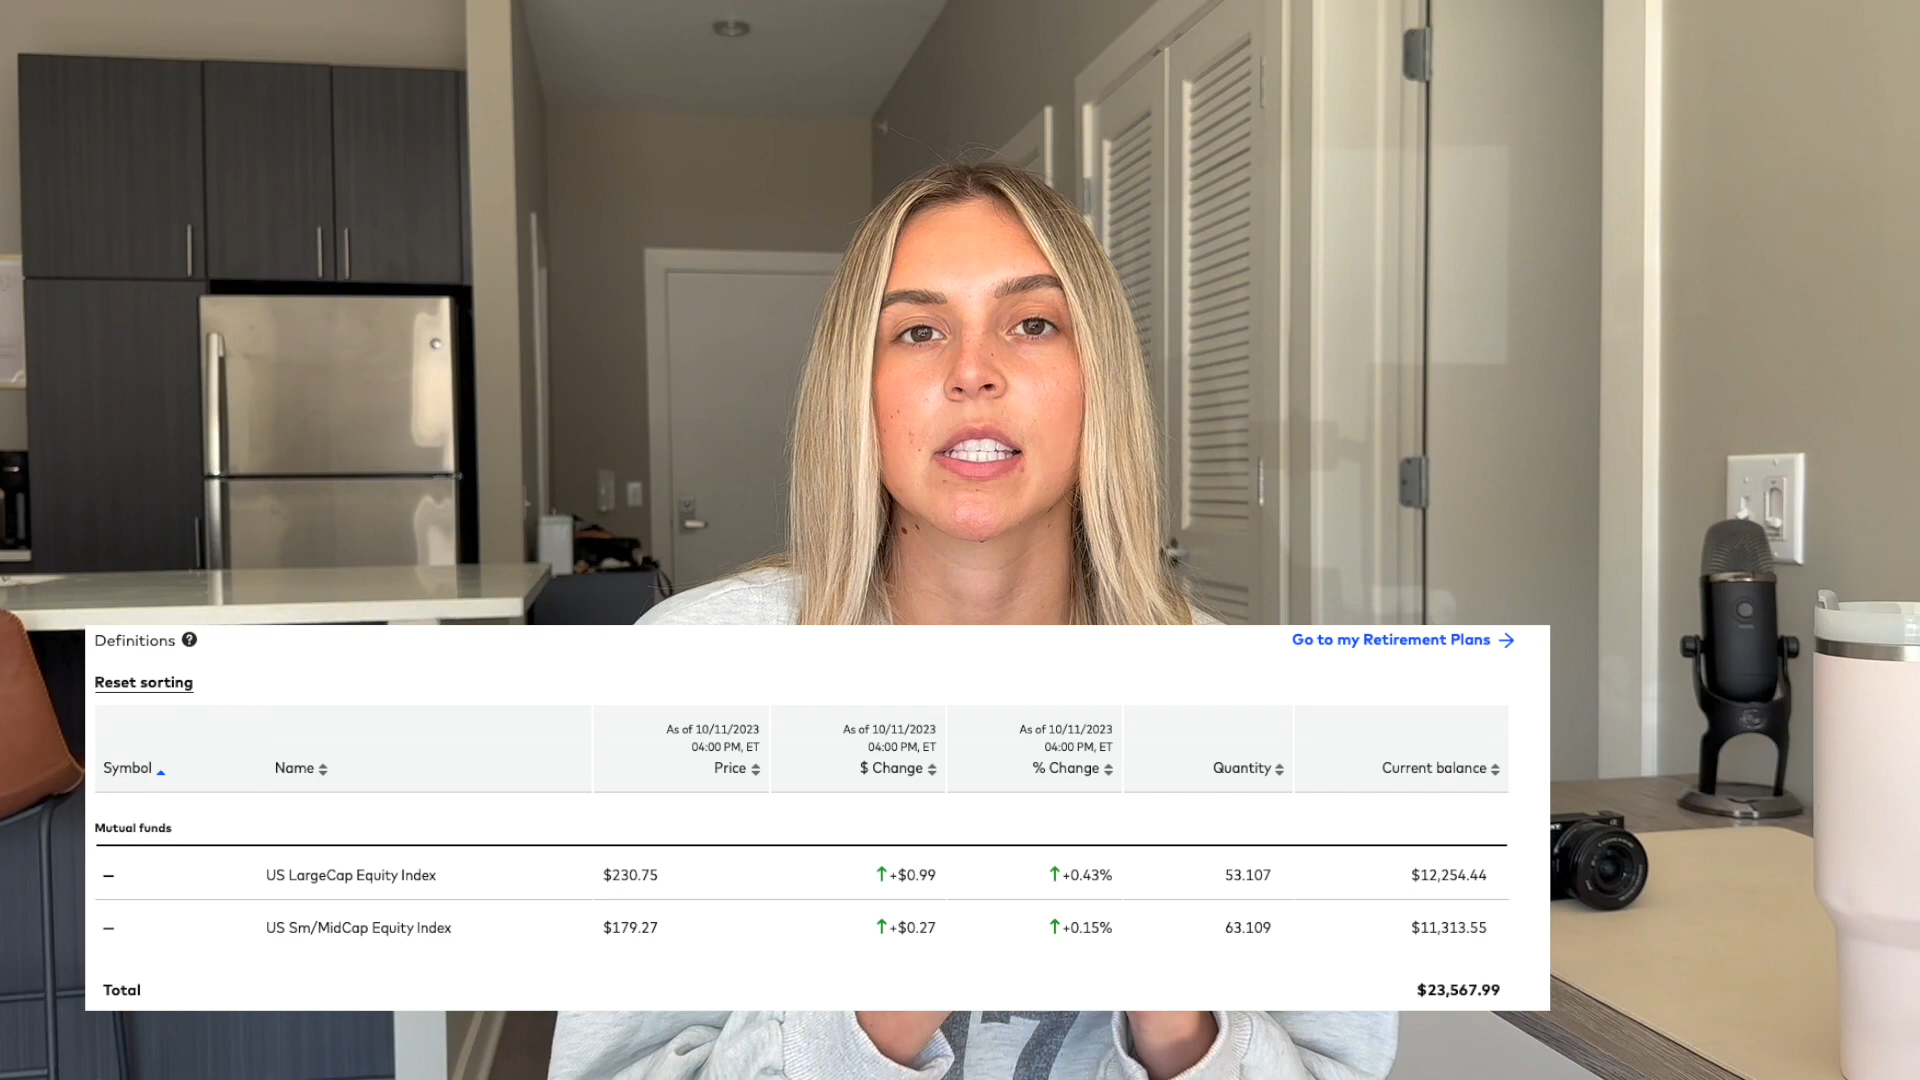 Definitions ?
Go to my Retirement Plans →
Reset sorting
As of 10/11/2023 As of 10/11/2023 As of 10/11/2023
04:00 PM, ET 04:00 PM, ET 04:00 PM, ET
Symbol Name Price $ Change % Change Quantity Current balance
Mutual funds
– US LargeCap Equity Index $230.75 ↑+$0.99 ↑+0.43% 53.107 $12,254.44
– US Sm/MidCap Equity Index $179.27 ↑+$0.27 ↑+0.15% 63.109 $11,313.55
Total $23,567.99
7